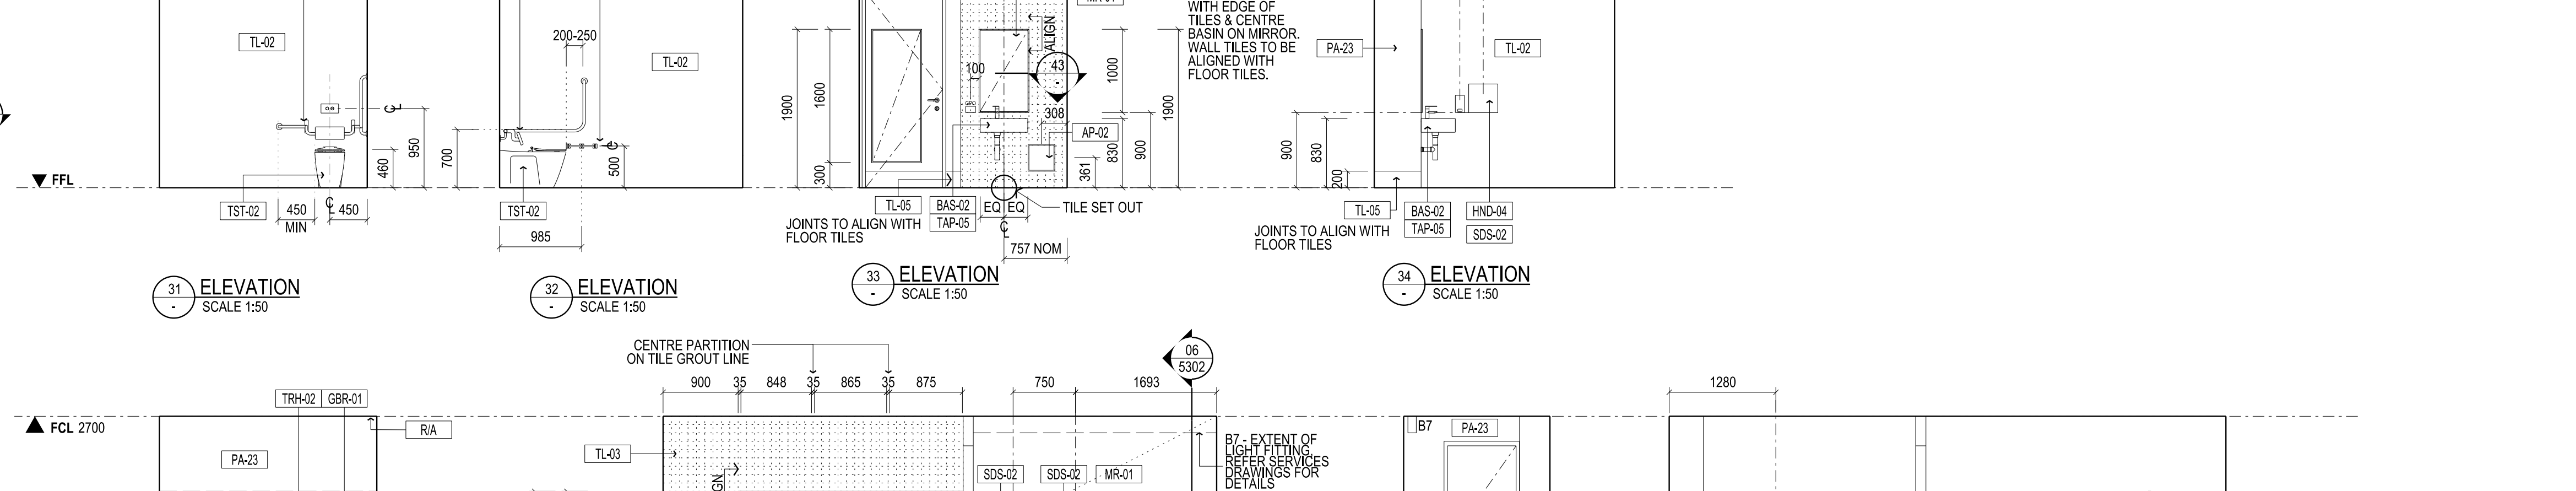 TL-02
950
460
FFL
TST-02
450
MIN
℄
450
31
-
ELEVATION
SCALE 1:50
200-250
TL-02
700
500
TST-02
985
32
-
ELEVATION
SCALE 1:50
1900
1600
300
100
ALIGN
43
-
308
AP-02
361
830
1000
900
1900
TL-05
JOINTS TO ALIGN WITH
FLOOR TILES
BAS-02
TAP-05
EQ
EQ
℄
TILE SET OUT
757 NOM
33
-
ELEVATION
SCALE 1:50
WITH EDGE OF
TILES & CENTRE
BASIN ON MIRROR.
WALL TILES TO BE
ALIGNED WITH
FLOOR TILES.
PA-23
TL-02
900
830
200
TL-05
JOINTS TO ALIGN WITH
FLOOR TILES
BAS-02
TAP-05
HND-04
SDS-02
34
-
ELEVATION
SCALE 1:50
FCL 2700
TRH-02
GBR-01
R/A
PA-23
CENTRE PARTITION
ON TILE GROUT LINE
900
35
848
35
865
35
875
750
1693
06
5302
TL-03
SDS-02
SDS-02
MR-01
B7 - EXTENT OF
LIGHT FITTING.
REFER SERVICES
DRAWINGS FOR
DETAILS
B7
PA-23
1280